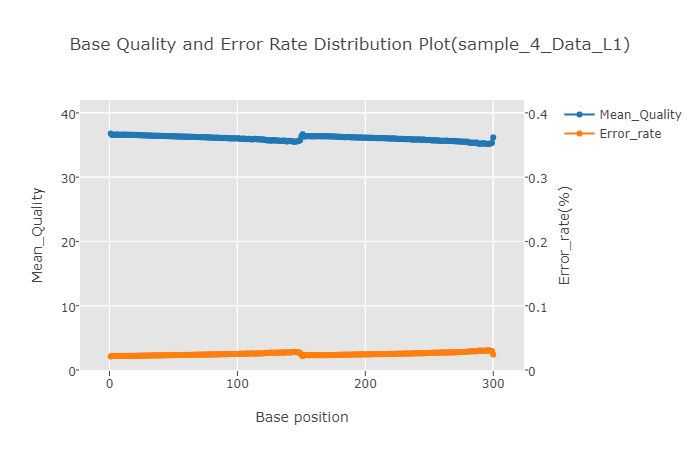 Base Quality and Error Rate Distribution Plot(sample_4_Data_L1)
40
30
20
10
0
Mean_Quality
0.4
0.3
0.2
0.1
0
Error_rate(%)
Mean_Quality
Error_rate
0 100 200 300
Base position